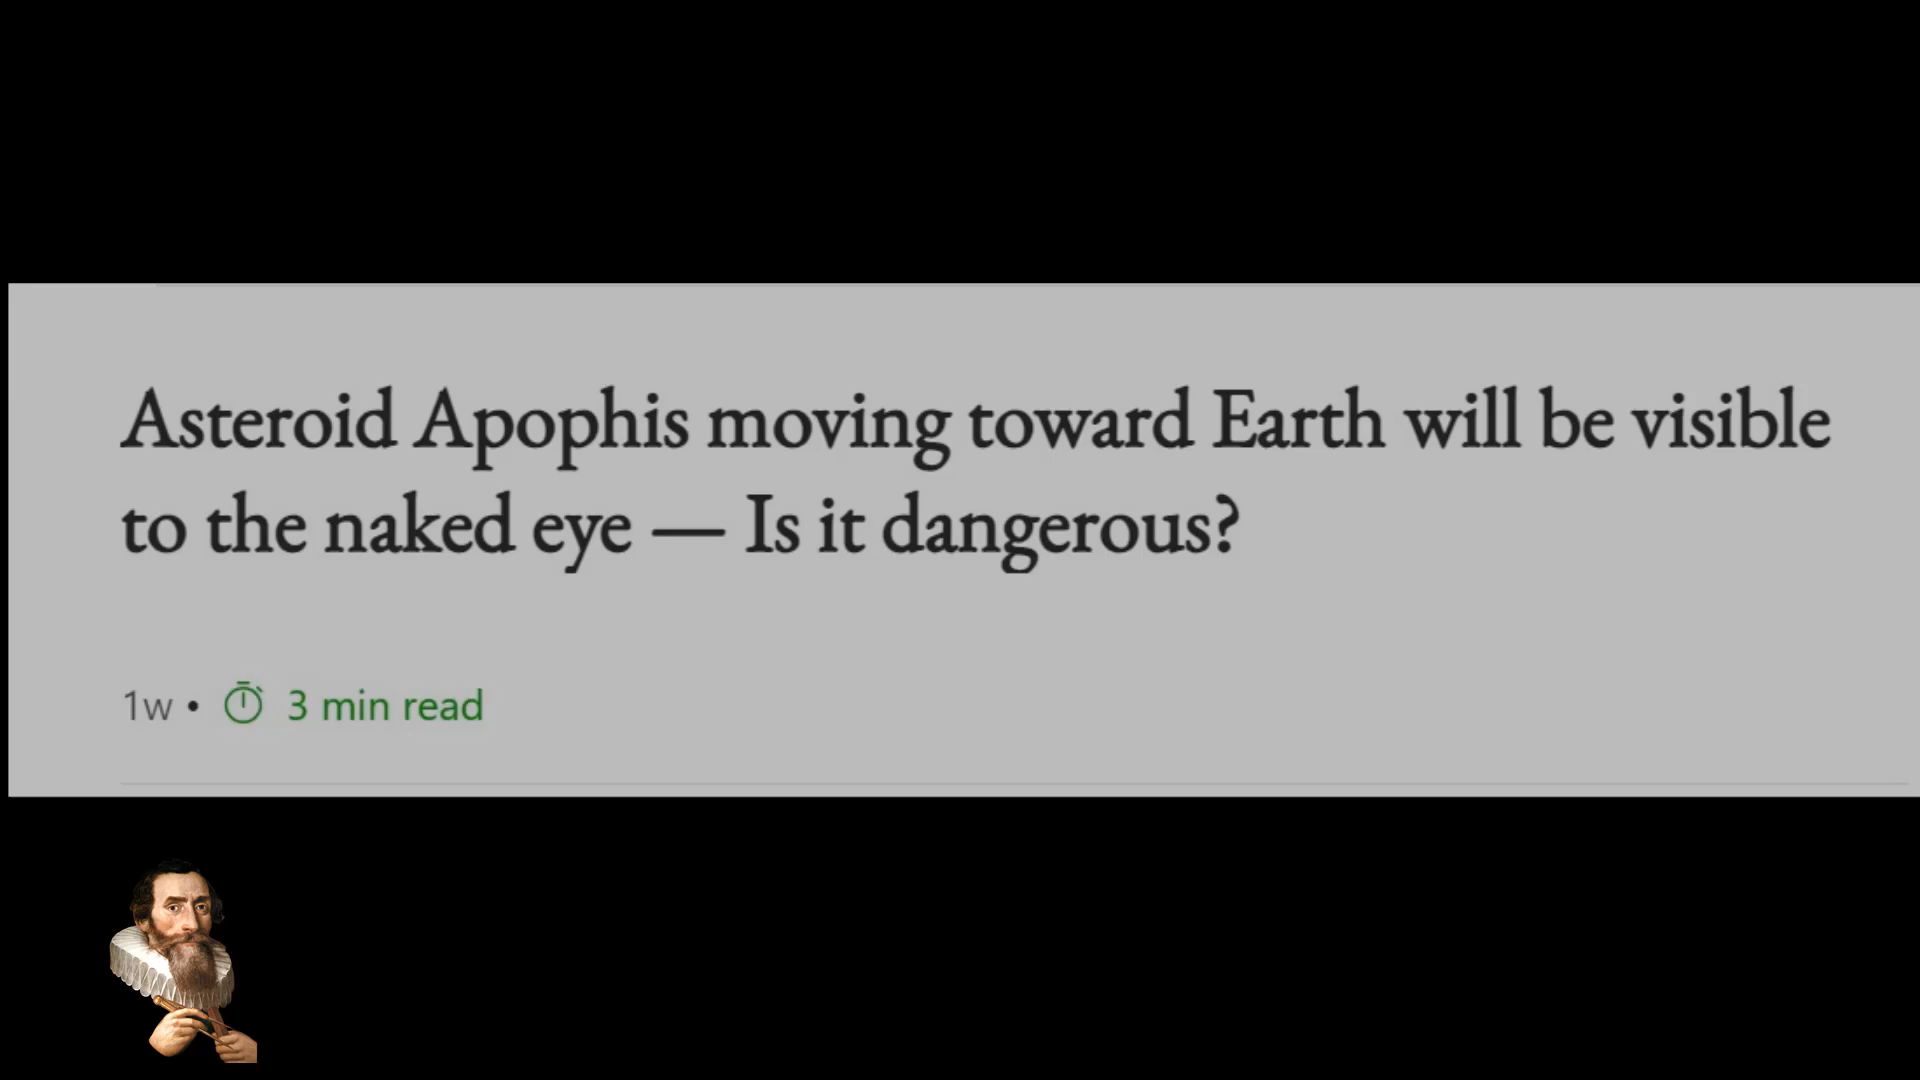 Asteroid Apophis moving toward Earth will be visible
to the naked eye — Is it dangerous?
1w • 3 min read